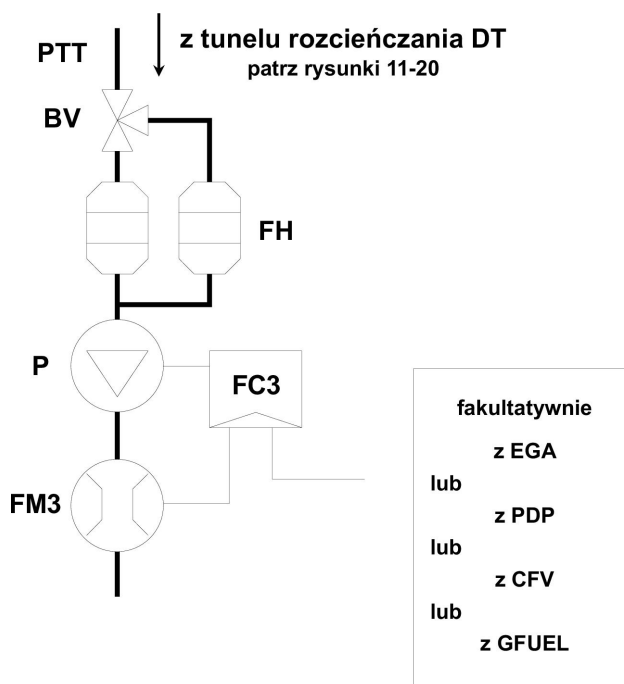 PTT
z tunelu rozcieńczania DT
patrz rysunki 11-20
BV
FH
P
FC3
FM3
fakultatywnie
z EGA
lub
z PDP
lub
z CFV
lub
z GFUEL